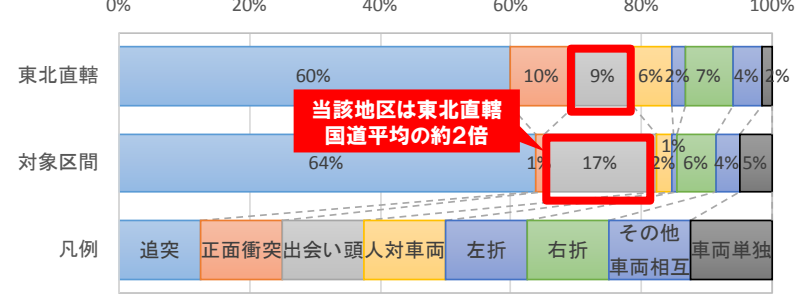 0% 20% 40% 60% 80% 100%
東北直轄 60% 10% 9% 6% 2% 7% 4% 2%
当該地区は東北直轄
国道平均の約2倍
対象区間 64% 1% 17% 2% 1% 6% 4% 5%
凡例 追突 正面衝突 出会い頭 人対車両 左折 右折 その他
車両相互 車両単独